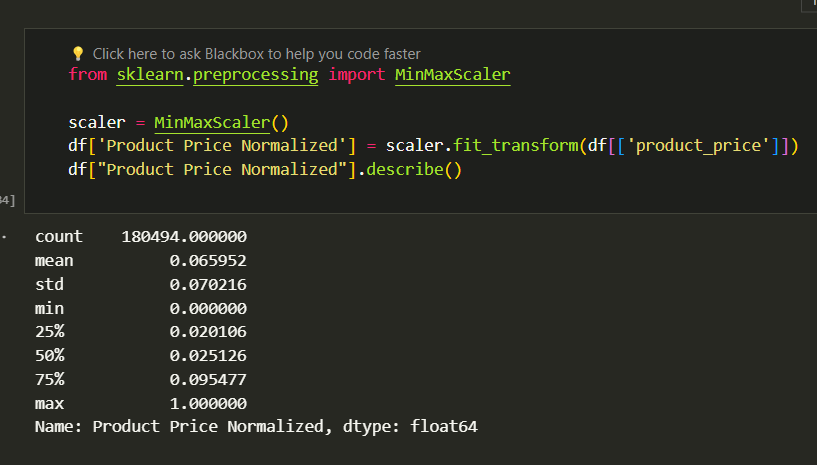 Click here to ask Blackbox to help you code faster
from sklearn.preprocessing import MinMaxScaler
scaler = MinMaxScaler()
df['Product Price Normalized'] = scaler.fit_transform(df[['product_price']])
df["Product Price Normalized"].describe()
4]
count 180494.000000
mean 0.065952
std 0.070216
min 0.000000
25% 0.020106
50% 0.025126
75% 0.095477
max 1.000000
Name: Product Price Normalized, dtype: float64